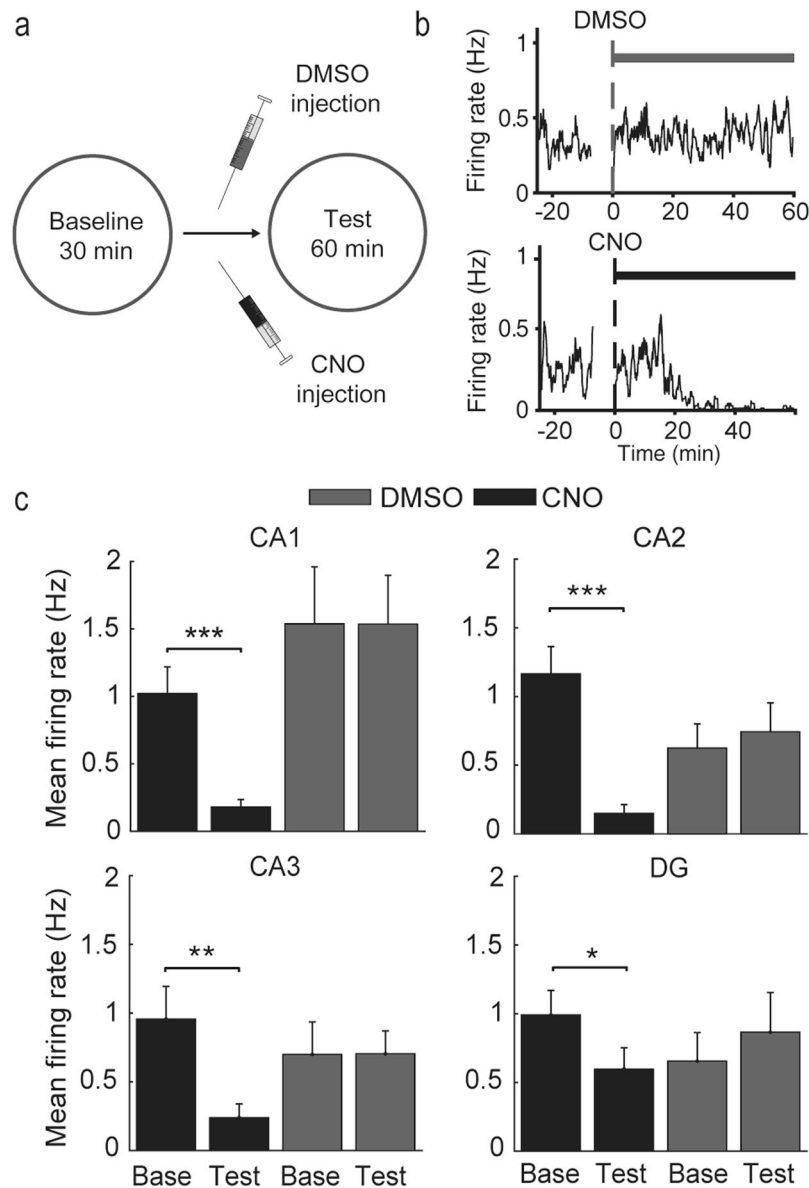 a
DMSO
injection
Baseline
30 min
Test
60 min
CNO
injection
b
DMSO
Firing rate (Hz)
1
0.5
0
-20 0 20 40 60
CNO
Firing rate (Hz)
1
0.5
0
-20 0 20 40
Time (min)
c
DMSO CNO
CA1
Mean firing rate (Hz)
2
1.5
1
0.5
0
***
CA2
2
1.5
1
0.5
0
***
CA3
Mean firing rate (Hz)
2
1.5
1
0.5
0
**
Base Test Base Test
DG
2
1.5
1
0.5
0
*
Base Test Base Test